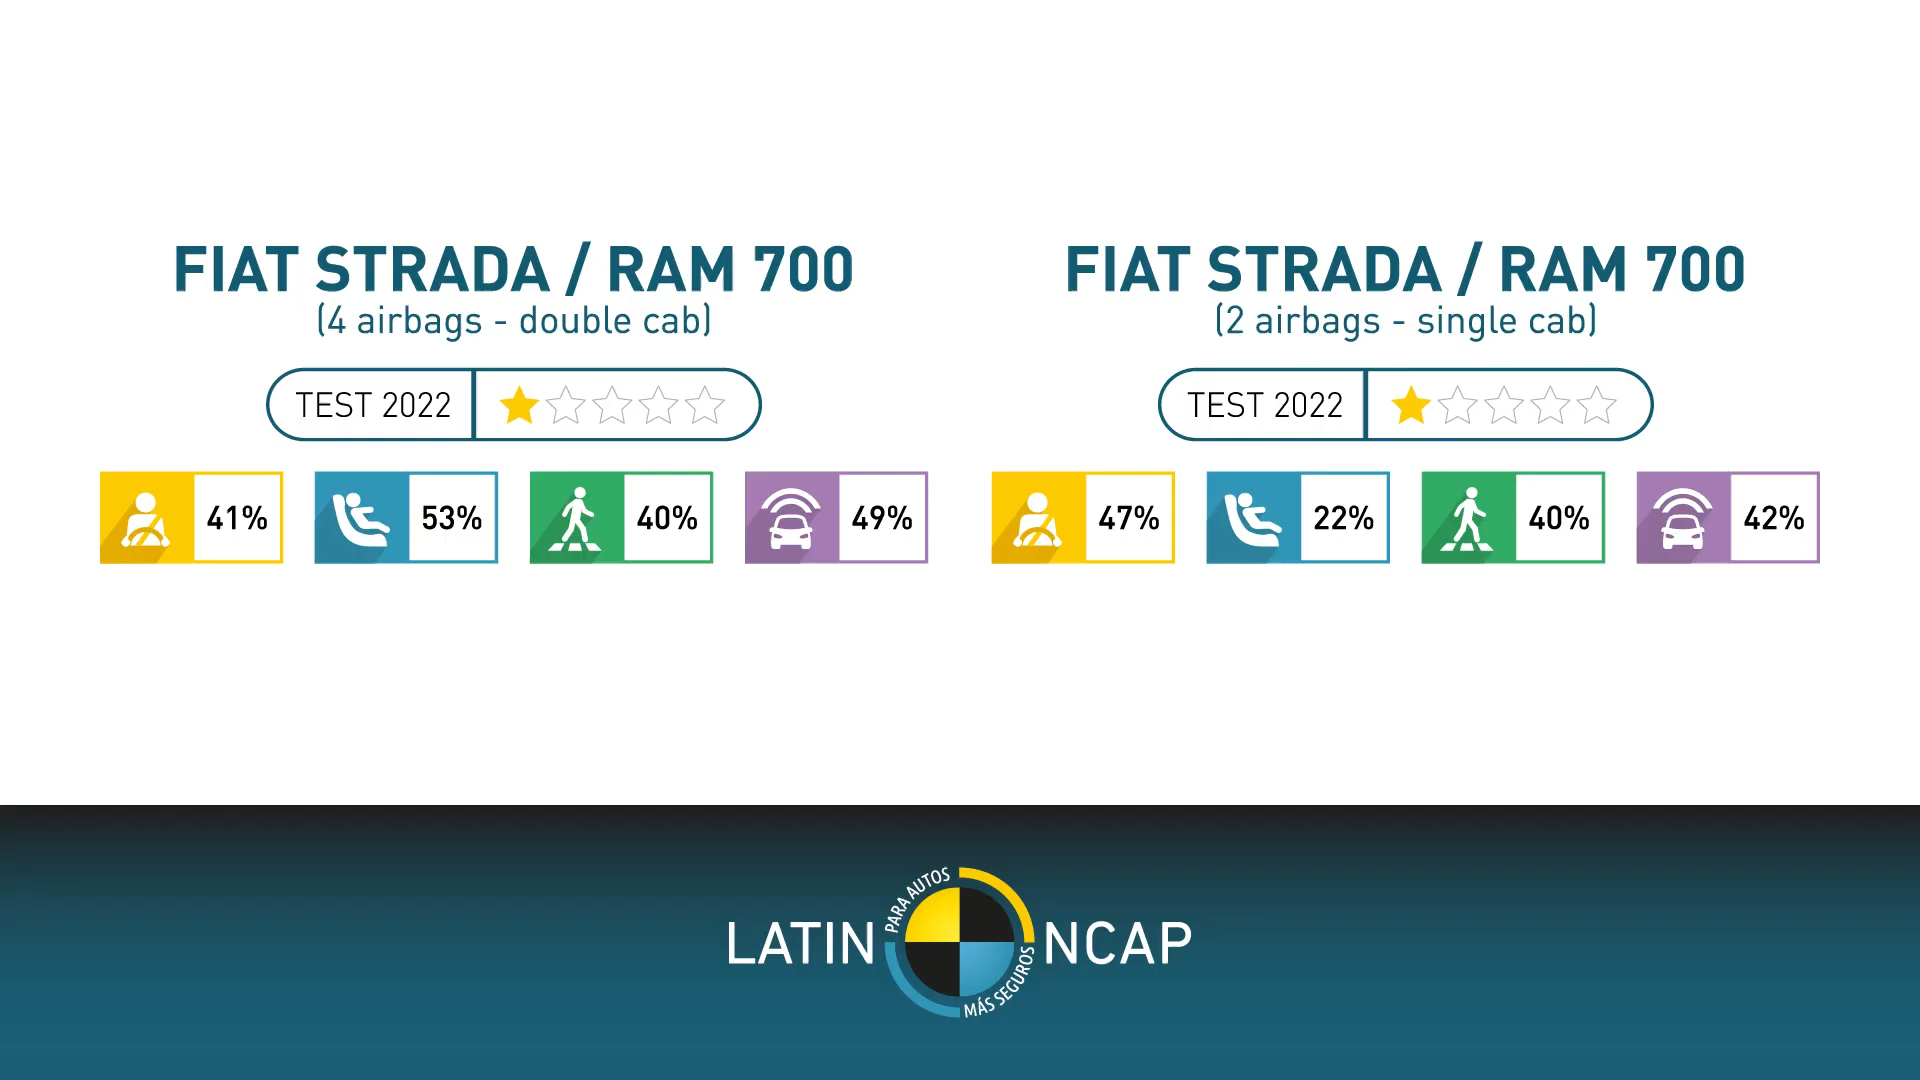 FIAT STRADA / RAM 700
(4 airbags - double cab)
TEST 2022
41%
53%
40%
49%
FIAT STRADA / RAM 700
(2 airbags - single cab)
TEST 2022
47%
22%
40%
42%
LATIN NCAP
PARA AUTOS
MÁS SEGUROS